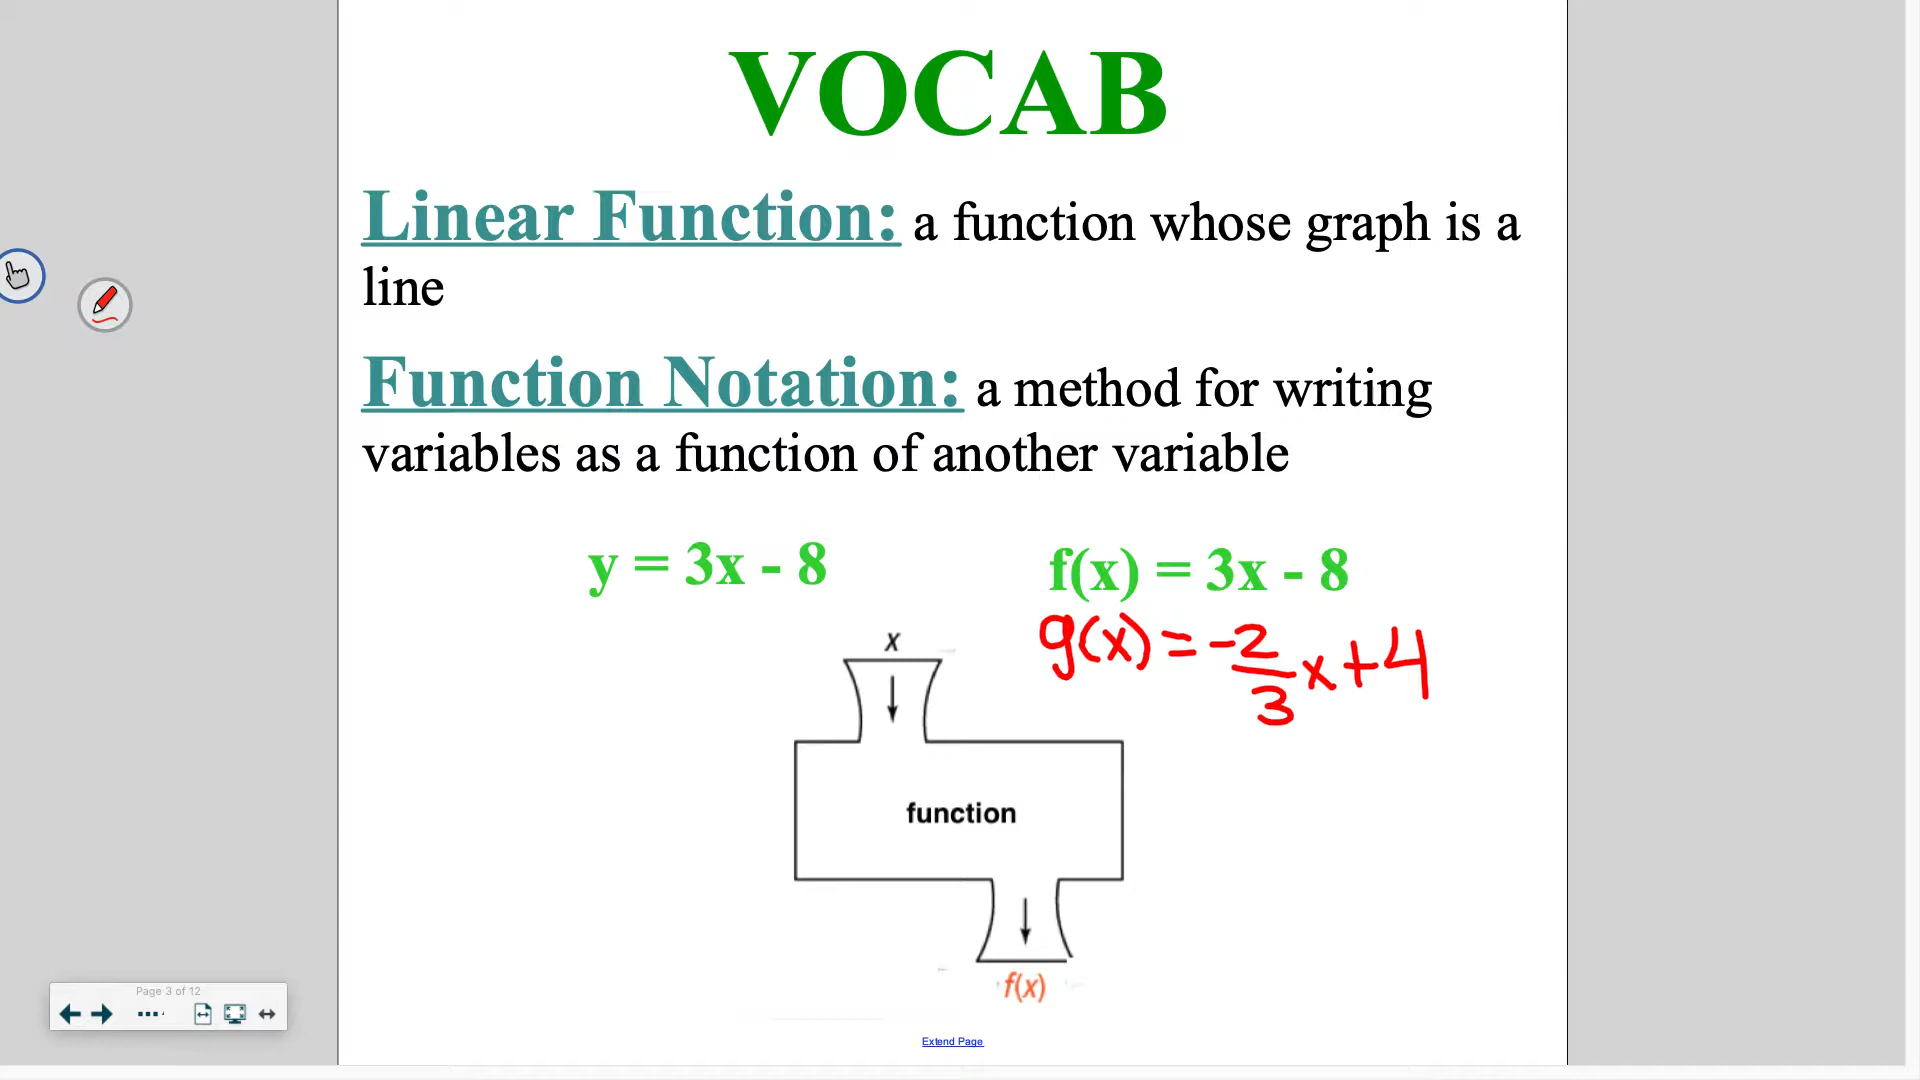 VOCAB
Linear Function: a function whose graph is a
line
Function Notation: a method for writing
variables as a function of another variable
y = 3x - 8
f(x) = 3x - 8
g(x) = -2/3 x + 4
x
function
f(x)
Page 3 of 12
Extend Page